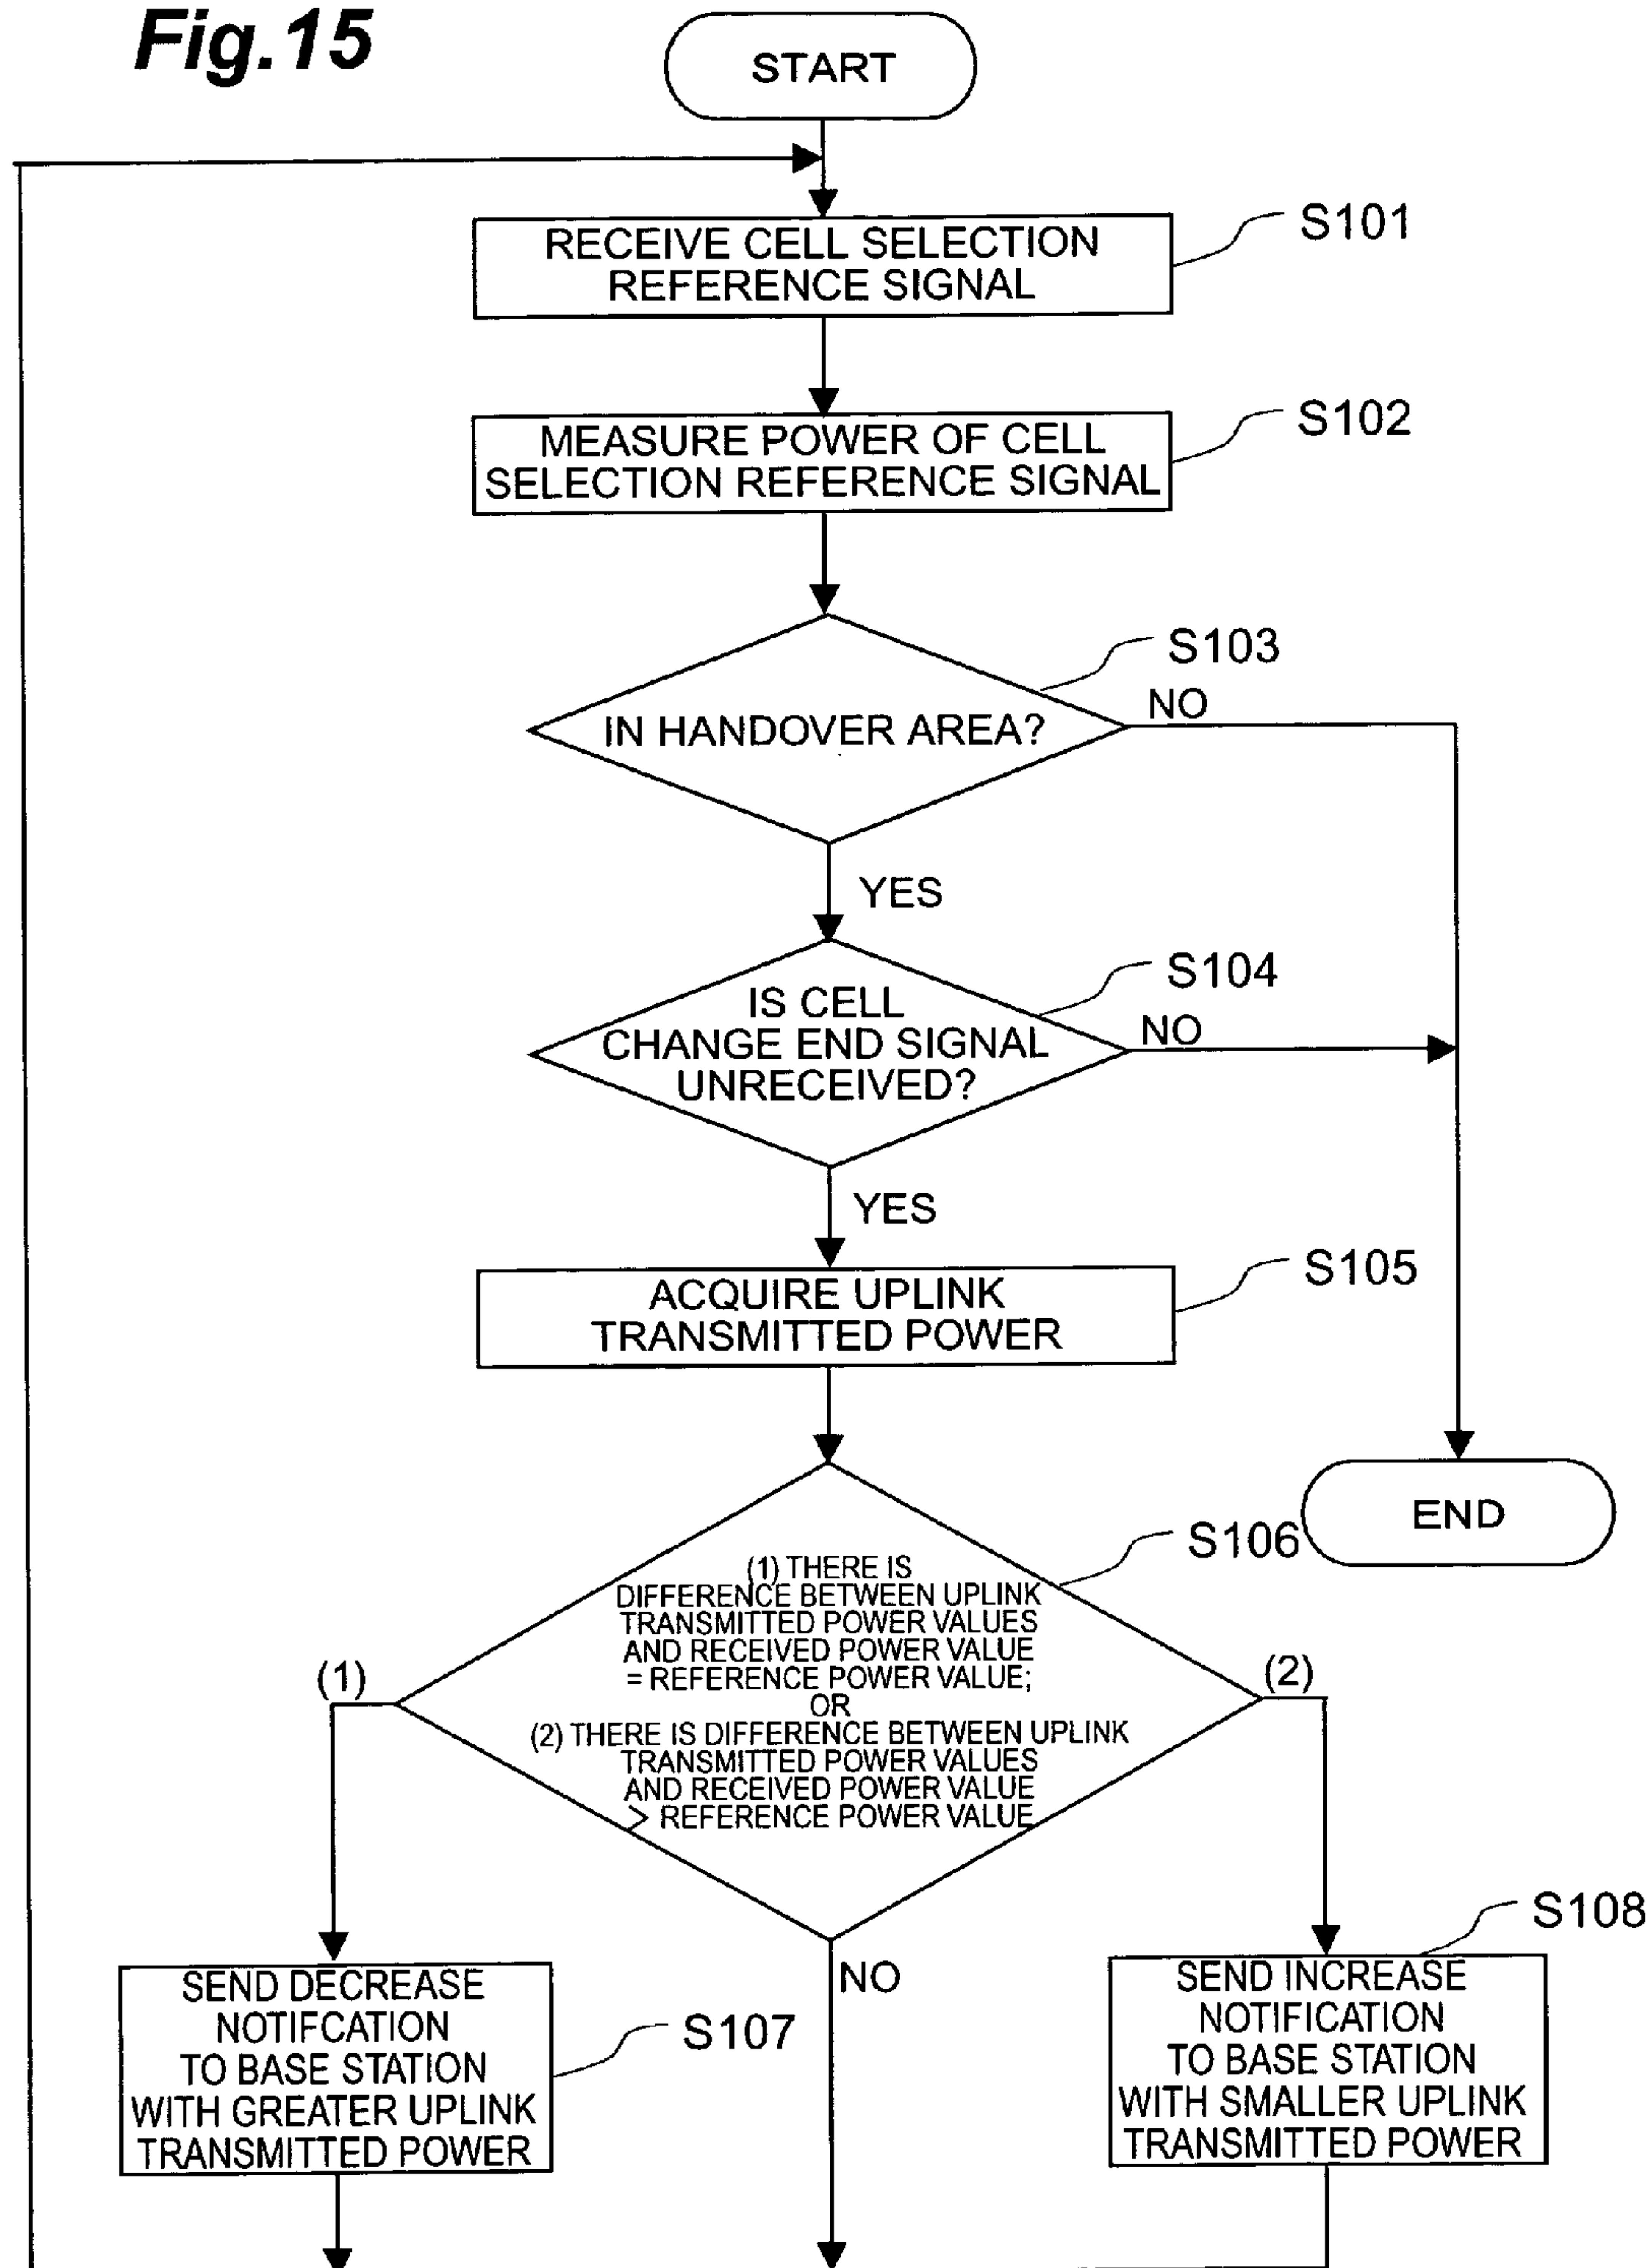 Fig.15
START
RECEIVE CELL SELECTION
REFERENCE SIGNAL
S101
MEASURE POWER OF CELL
SELECTION REFERENCE SIGNAL
S102
IN HANDOVER AREA?
S103
NO
YES
IS CELL
CHANGE END SIGNAL
UNRECEIVED?
S104
NO
YES
ACQUIRE UPLINK
TRANSMITTED POWER
S105
END
(1) THERE IS
DIFFERENCE BETWEEN UPLINK
TRANSMITTED POWER VALUES
AND RECEIVED POWER VALUE
= REFERENCE POWER VALUE;
OR
(2) THERE IS DIFFERENCE BETWEEN UPLINK
TRANSMITTED POWER VALUES
AND RECEIVED POWER VALUE
> REFERENCE POWER VALUE
S106
(1)
(2)
NO
SEND DECREASE
NOTIFCATION
TO BASE STATION
WITH GREATER UPLINK
TRANSMITTED POWER
S107
SEND INCREASE
NOTIFICATION
TO BASE STATION
WITH SMALLER UPLINK
TRANSMITTED POWER
S108